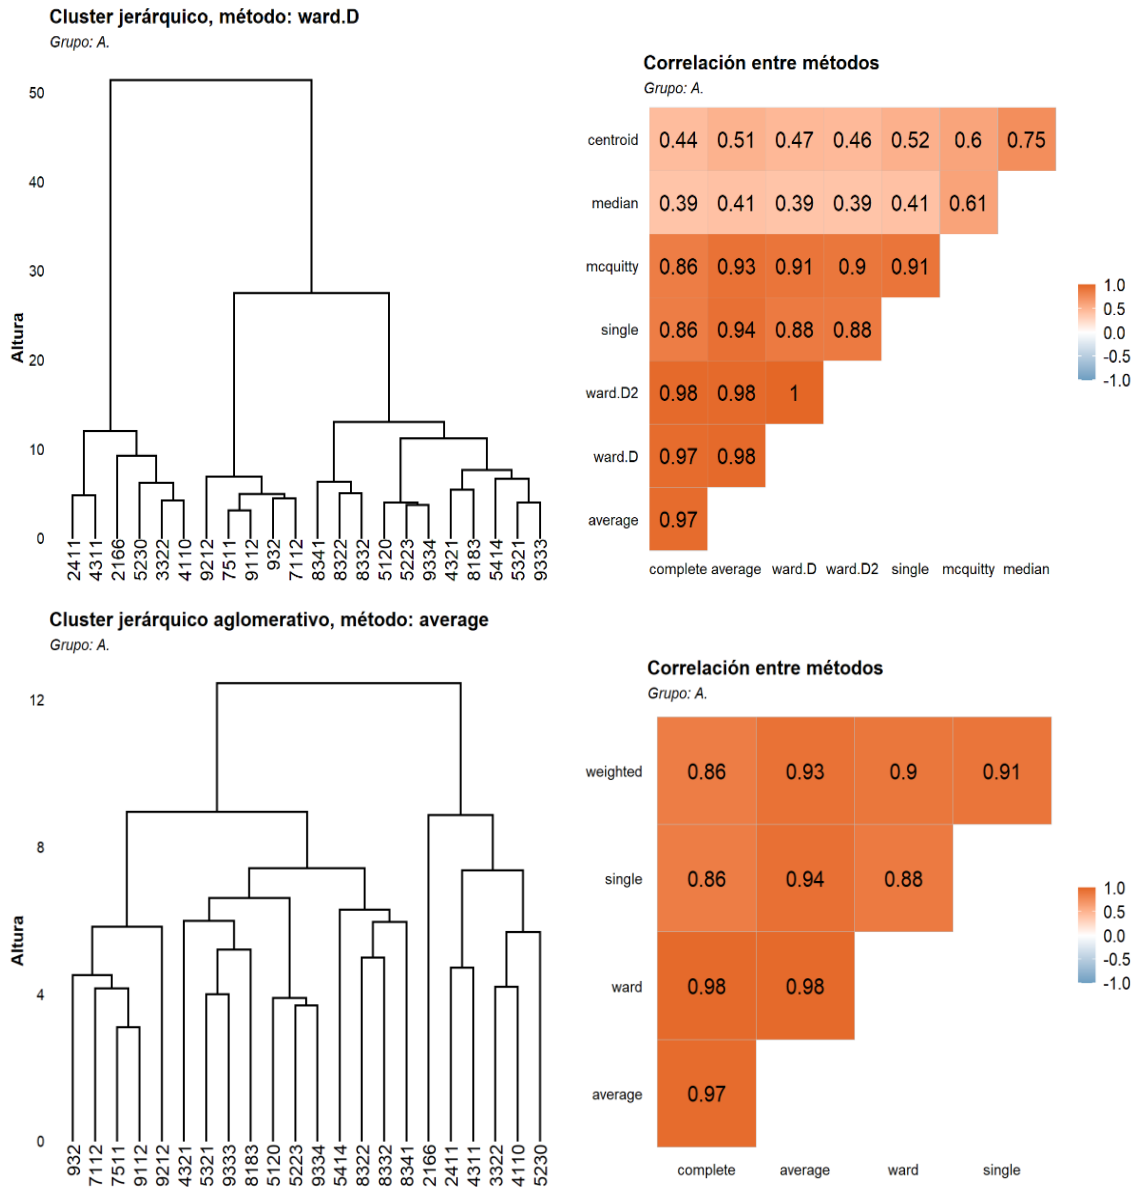 Cluster jerárquico, método: ward.D
Grupo: A.
Altura
50
40
30
20
10
0
2411 4311 2166 5230 3322 4110 9212 7511 9112 932 7112 8341 8322 8332 5120 5223 9334 4321 8183 5414 5321 9333
Correlación entre métodos
Grupo: A.
centroid 0.44 0.51 0.47 0.46 0.52 0.6 0.75
median 0.39 0.41 0.39 0.39 0.41 0.61
mcquitty 0.86 0.93 0.91 0.9 0.91
single 0.86 0.94 0.88 0.88
ward.D2 0.98 0.98 1
ward.D 0.97 0.98
average 0.97
complete average ward.D ward.D2 single mcquitty median
1.0
0.5
0.0
-0.5
-1.0
Cluster jerárquico aglomerativo, método: average
Grupo: A.
Altura
12
8
4
0
932 7112 7511 9112 9212 4321 5321 9333 8183 5120 5223 9334 5414 8322 8332 8341 2166 2411 4311 3322 4110 5230
Correlación entre métodos
Grupo: A.
weighted 0.86 0.93 0.9 0.91
single 0.86 0.94 0.88
ward 0.98 0.98
average 0.97
complete average ward single
1.0
0.5
0.0
-0.5
-1.0